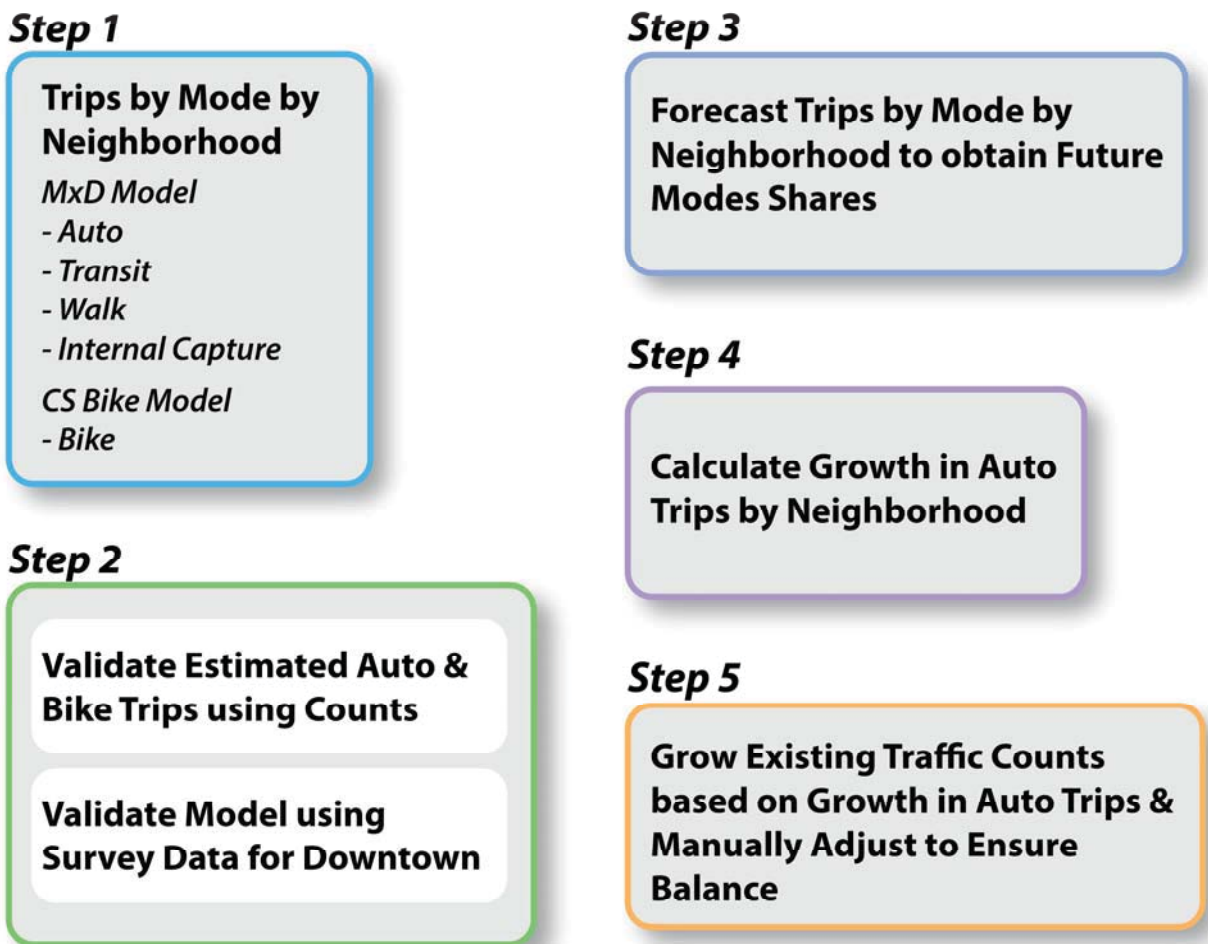 Step 1
Trips by Mode by
Neighborhood
MxD Model
- Auto
- Transit
- Walk
- Internal Capture
CS Bike Model
- Bike
Step 2
Validate Estimated Auto &
Bike Trips using Counts
Validate Model using
Survey Data for Downtown
Step 3
Forecast Trips by Mode by
Neighborhood to obtain Future
Modes Shares
Step 4
Calculate Growth in Auto
Trips by Neighborhood
Step 5
Grow Existing Traffic Counts
based on Growth in Auto Trips &
Manually Adjust to Ensure
Balance